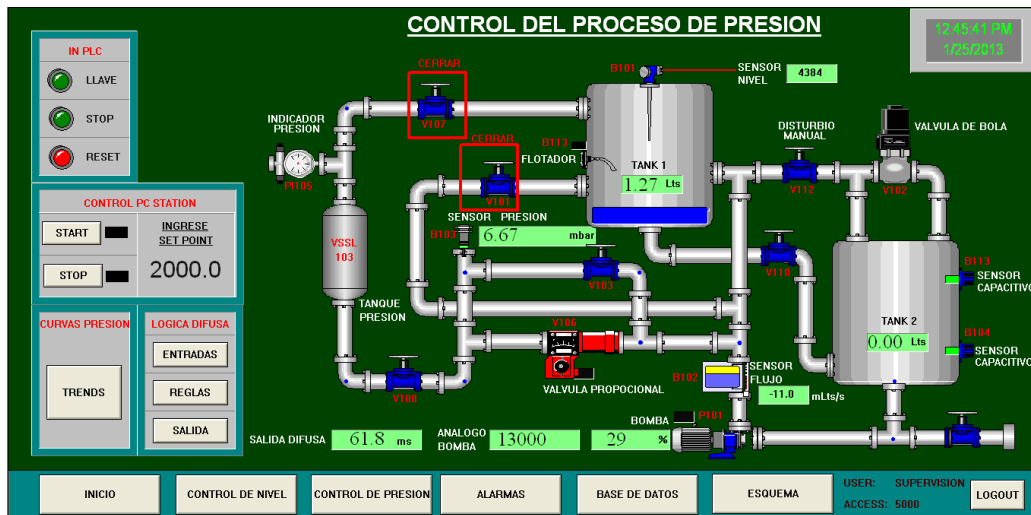 CONTROL DEL PROCESO DE PRESION
12:45:41 PM
1/25/2013
IN PLC
LLAVE
STOP
RESET
CERRAR
V107
B101
SENSOR
NIVEL
4384
INDICADOR
PRESION
PI105
CERRAR
V101
B113
FLOTADOR
TANK 1
1.27 Lts
DISTURBIO
MANUAL
V112
VALVULA DE BOLA
V102
CONTROL PC STATION
START
STOP
INGRESE
SET POINT
2000.0
VSSL
103
SENSOR PRESION
B103
6.67 mbar
V103
V110
B113
SENSOR
CAPACITIVO
TANQUE
PRESION
TANK 2
0.00 Lts
B104
SENSOR
CAPACITIVO
CURVAS PRESION
TRENDS
LOGICA DIFUSA
ENTRADAS
REGLAS
SALIDA
V106
VALVULA PROPOCIONAL
V100
B102
SENSOR
FLUJO
-11.0 mLts/s
BOMBA
P101
SALIDA DIFUSA
61.8 ms
ANALOGO
BOMBA
13000
29 %
INICIO
CONTROL DE NIVEL
CONTROL DE PRESION
ALARMAS
BASE DE DATOS
ESQUEMA
USER: SUPERVISION
ACCESS: 5000
LOGOUT